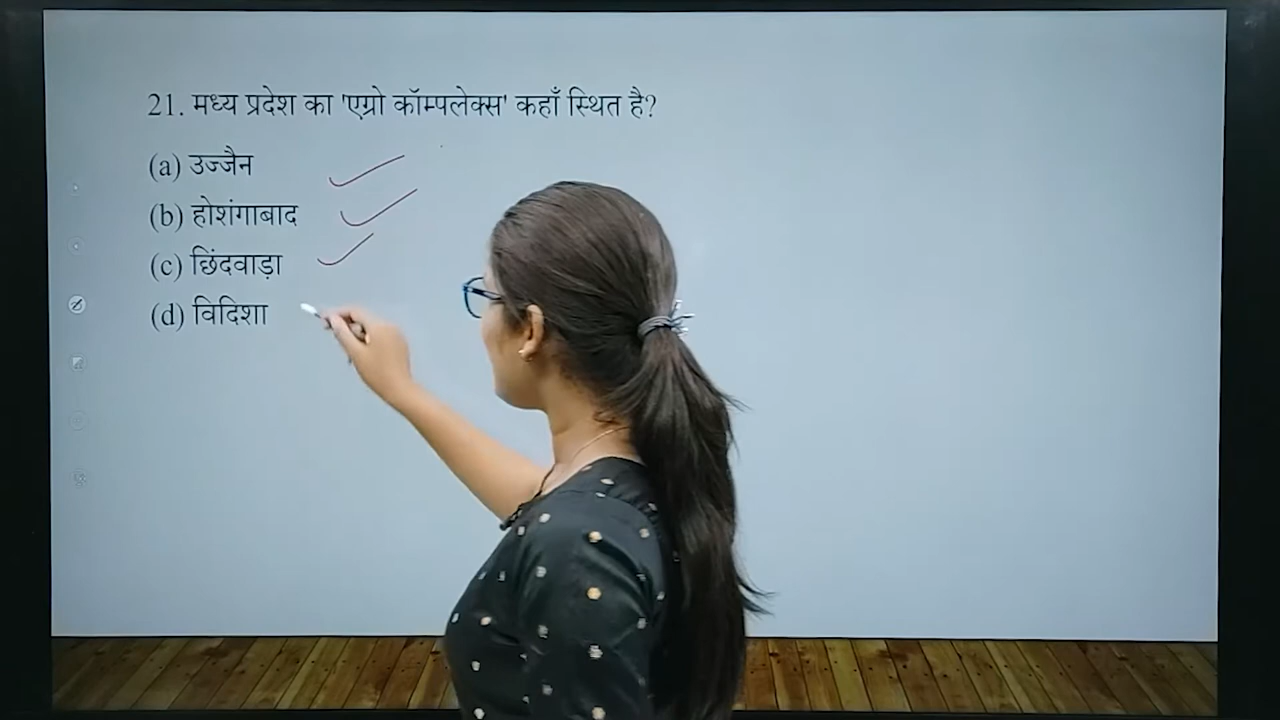 21. मध्य प्रदेश का 'एग्रो कॉम्पलेक्स' कहाँ स्थित है?
(a) उज्जैन
(b) होशंगाबाद
(c) छिंदवाड़ा
(d) विदिशा